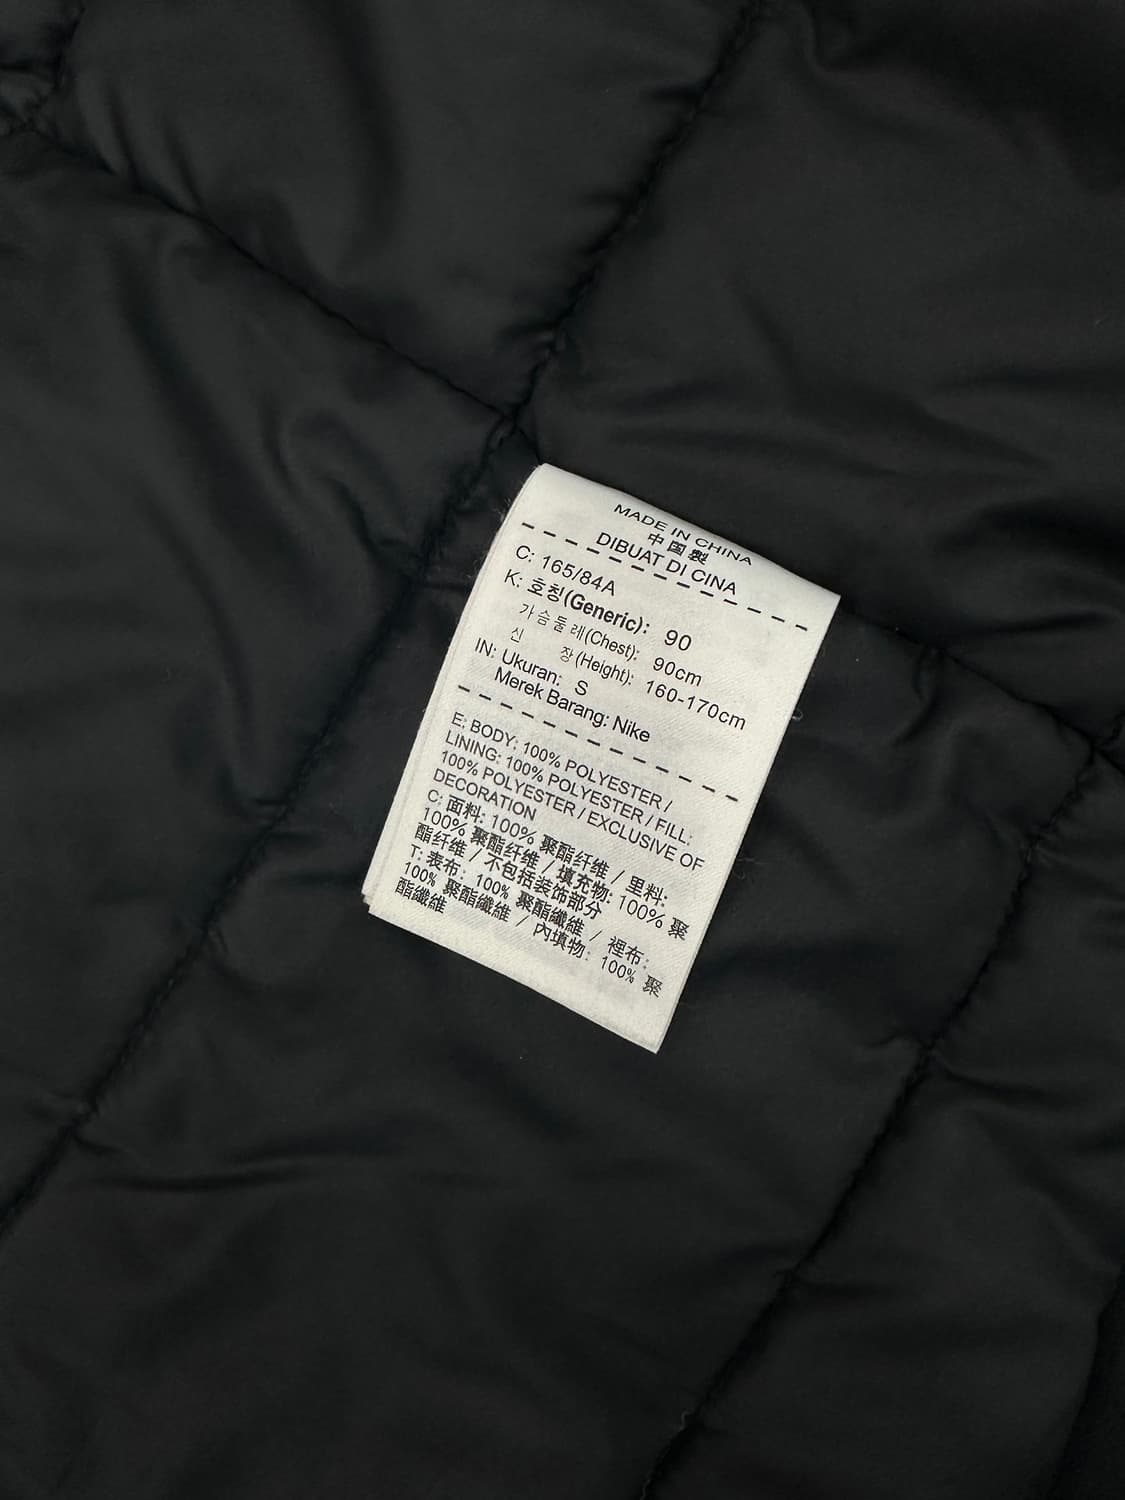 MADE IN CHINA
中国製
DIBUAT DI CINA
C: 165/84A
K: 호칭(Generic): 90
가슴둘레(Chest): 90cm
신 장(Height): 160-170cm
IN: Ukuran: S
Merek Barang: Nike
E: BODY: 100% POLYESTER /
LINING: 100% POLYESTER / FILL:
100% POLYESTER / EXCLUSIVE OF
DECORATION
C: 面料: 100% 聚酯纤维 / 里料:
100% 聚酯纤维 / 填充物: 100% 聚
酯纤维 / 不包括装饰部分
T: 表布: 100% 聚酯纖維 / 裡布:
100% 聚酯纖維 / 內填物: 100% 聚
酯纖維